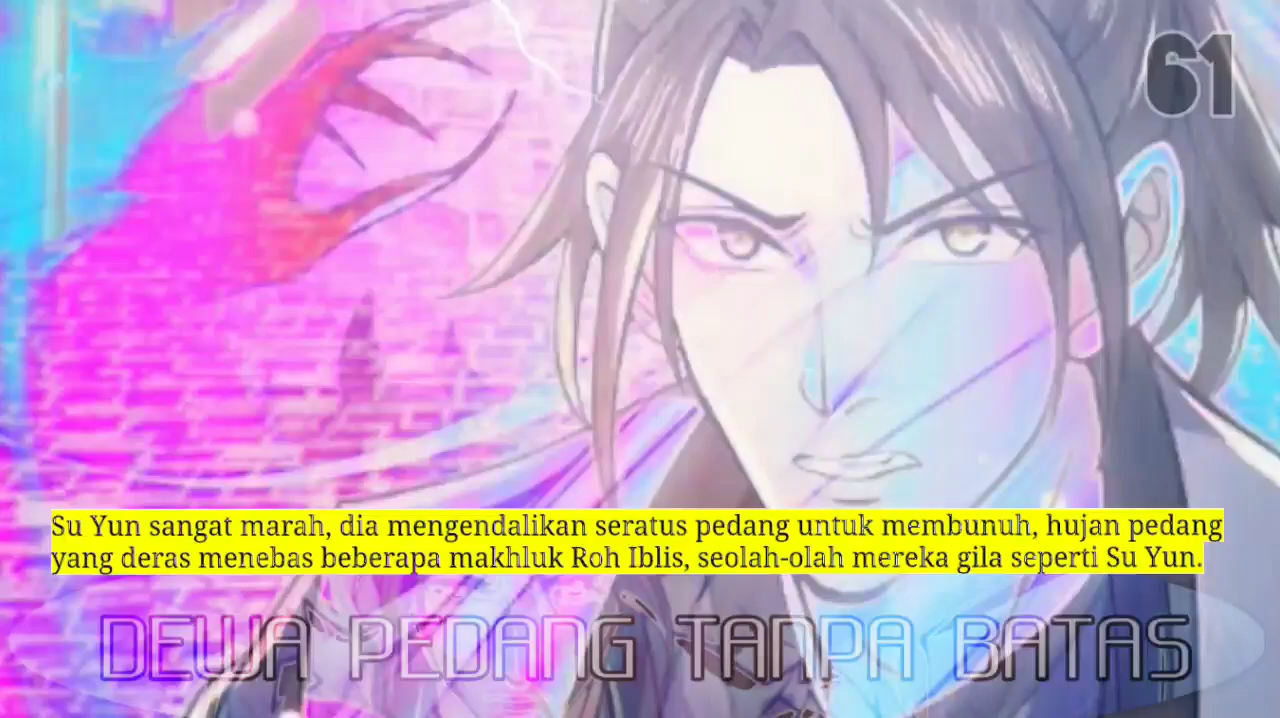 61
Su Yun sangat marah, dia mengendalikan seratus pedang untuk membunuh, hujan pedang
yang deras menebas beberapa makhluk Roh Iblis, seolah-olah mereka gila seperti Su Yun.
DEWA PEDANG TANPA BATAS